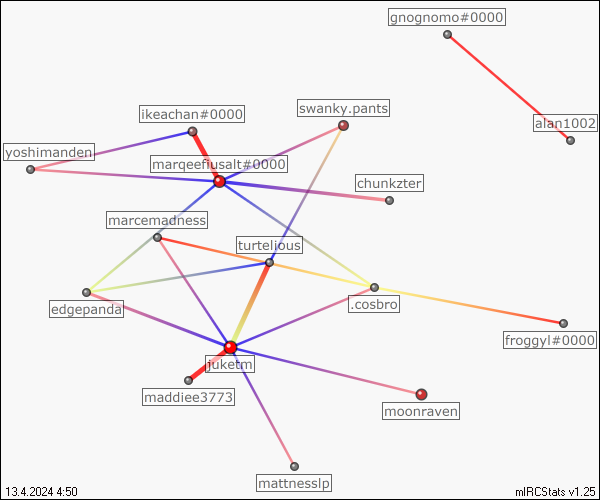 gnognomo#0000
ikeachan#0000
swanky.pants
alan1002
yoshimanden
marqeefiusalt#0000
chunkzter
marcemadness
turtelious
edgepanda
.cosbro
froggyl#0000
juketm
maddiee3773
moonraven
mattnesslp
13.4.2024 4:50
mIRCStats v1.25